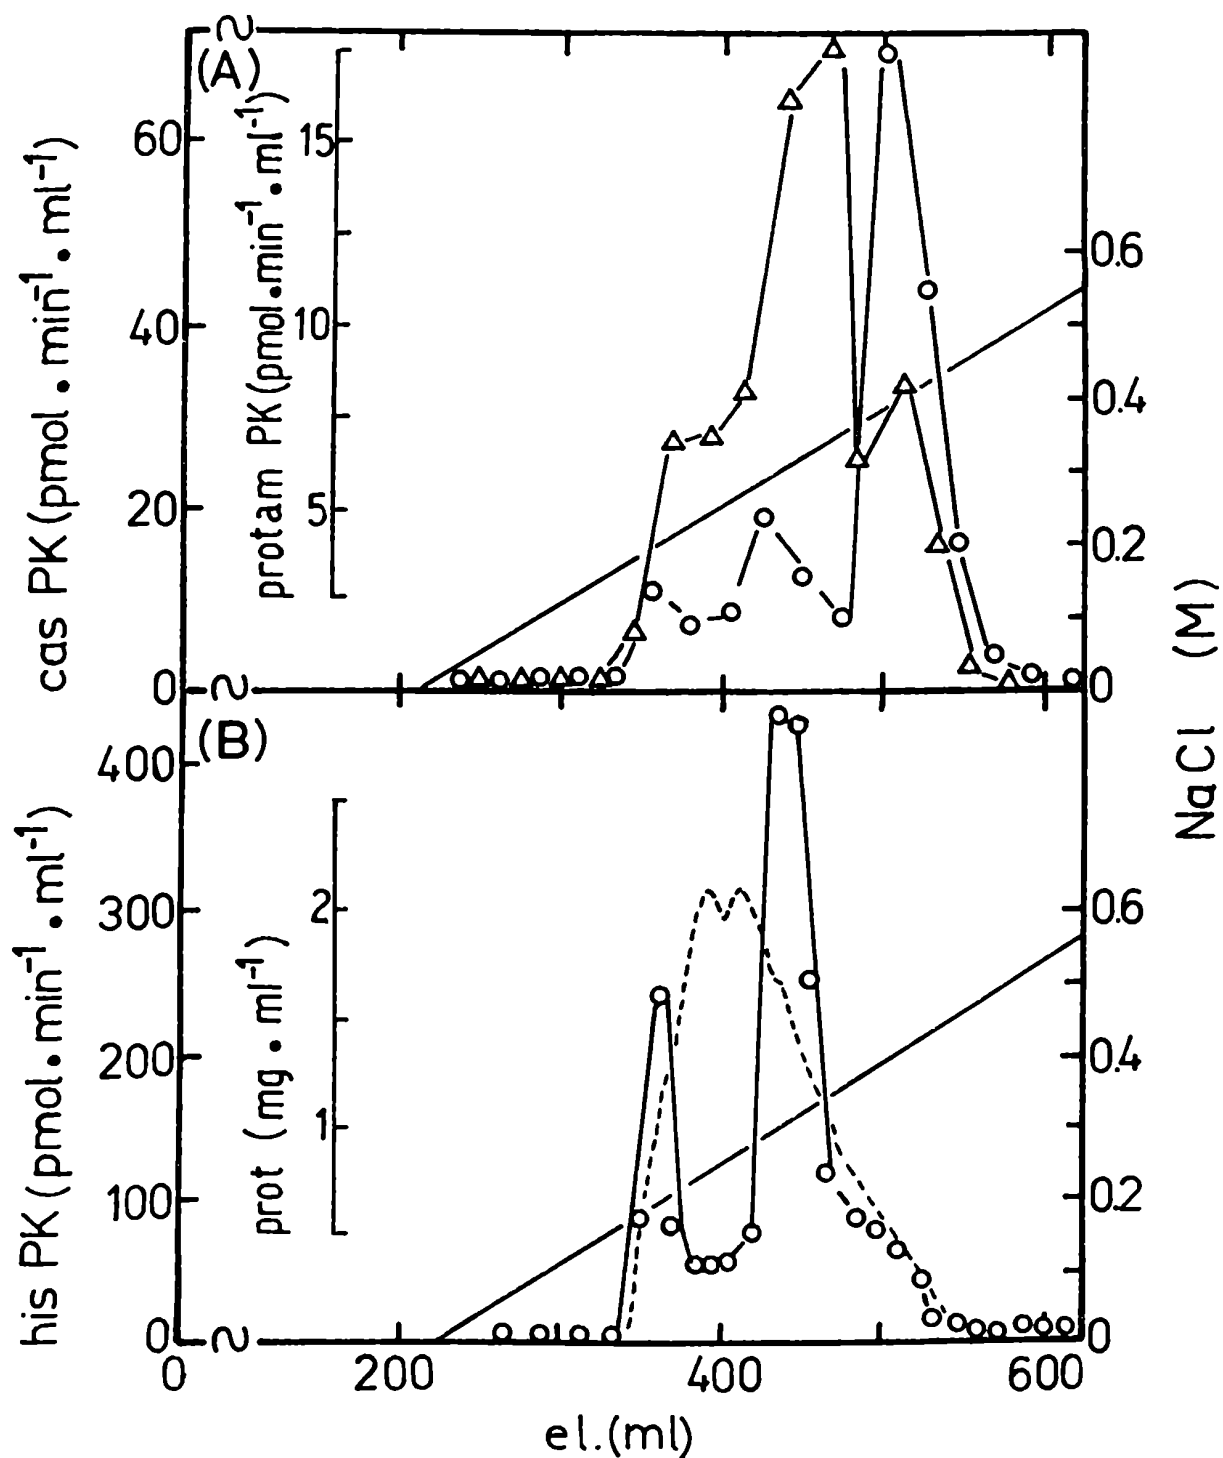 (A)
cas PK (pmol . min⁻¹ . ml⁻¹)
60
40
20
0
protam PK (pmol . min⁻¹ . ml⁻¹)
15
10
5
0.6
0.4
0.2
0
NaCl (M)
(B)
his PK (pmol . min⁻¹ . ml⁻¹)
400
300
200
100
0
prot (mg . ml⁻¹)
2
1
0.6
0.4
0.2
0
0 200 400 600
el. (ml)